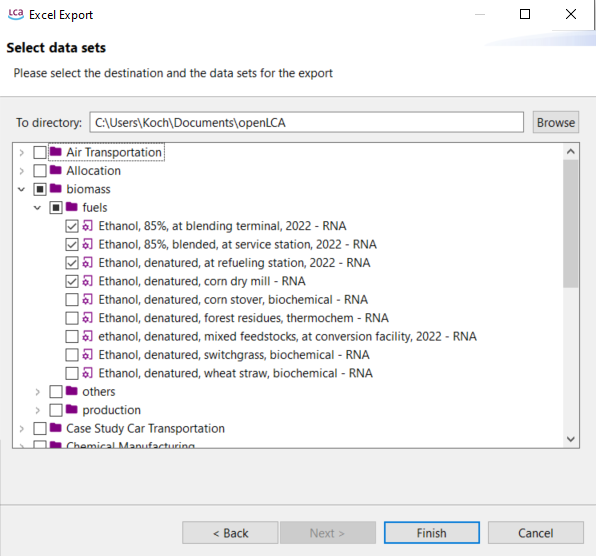 LCA Excel Export
Select data sets
Please select the destination and the data sets for the export
To directory: C:\Users\Koch\Documents\openLCA Browse
Air Transportation
Allocation
biomass
fuels
Ethanol, 85%, at blending terminal, 2022 - RNA
Ethanol, 85%, blended, at service station, 2022 - RNA
Ethanol, denatured, at refueling station, 2022 - RNA
Ethanol, denatured, corn dry mill - RNA
Ethanol, denatured, corn stover, biochemical - RNA
Ethanol, denatured, forest residues, thermochem - RNA
ethanol, denatured, mixed feedstocks, at conversion facility, 2022 - RNA
Ethanol, denatured, switchgrass, biochemical - RNA
Ethanol, denatured, wheat straw, biochemical - RNA
others
production
Case Study Car Transportation
Chemical Manufacturing
< Back Next > Finish Cancel